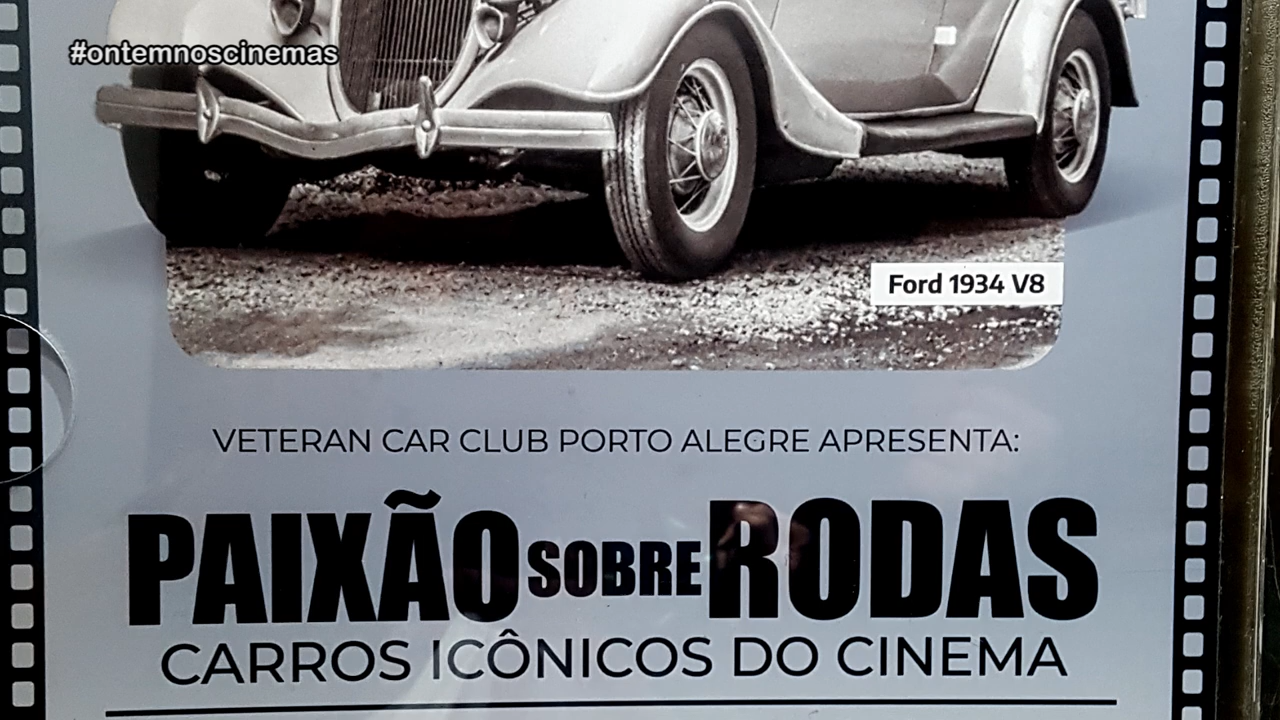 #ontemnoscinemas
Ford 1934 V8
VETERAN CAR CLUB PORTO ALEGRE APRESENTA:
PAIXÃO SOBRE RODAS
CARROS ICÔNICOS DO CINEMA